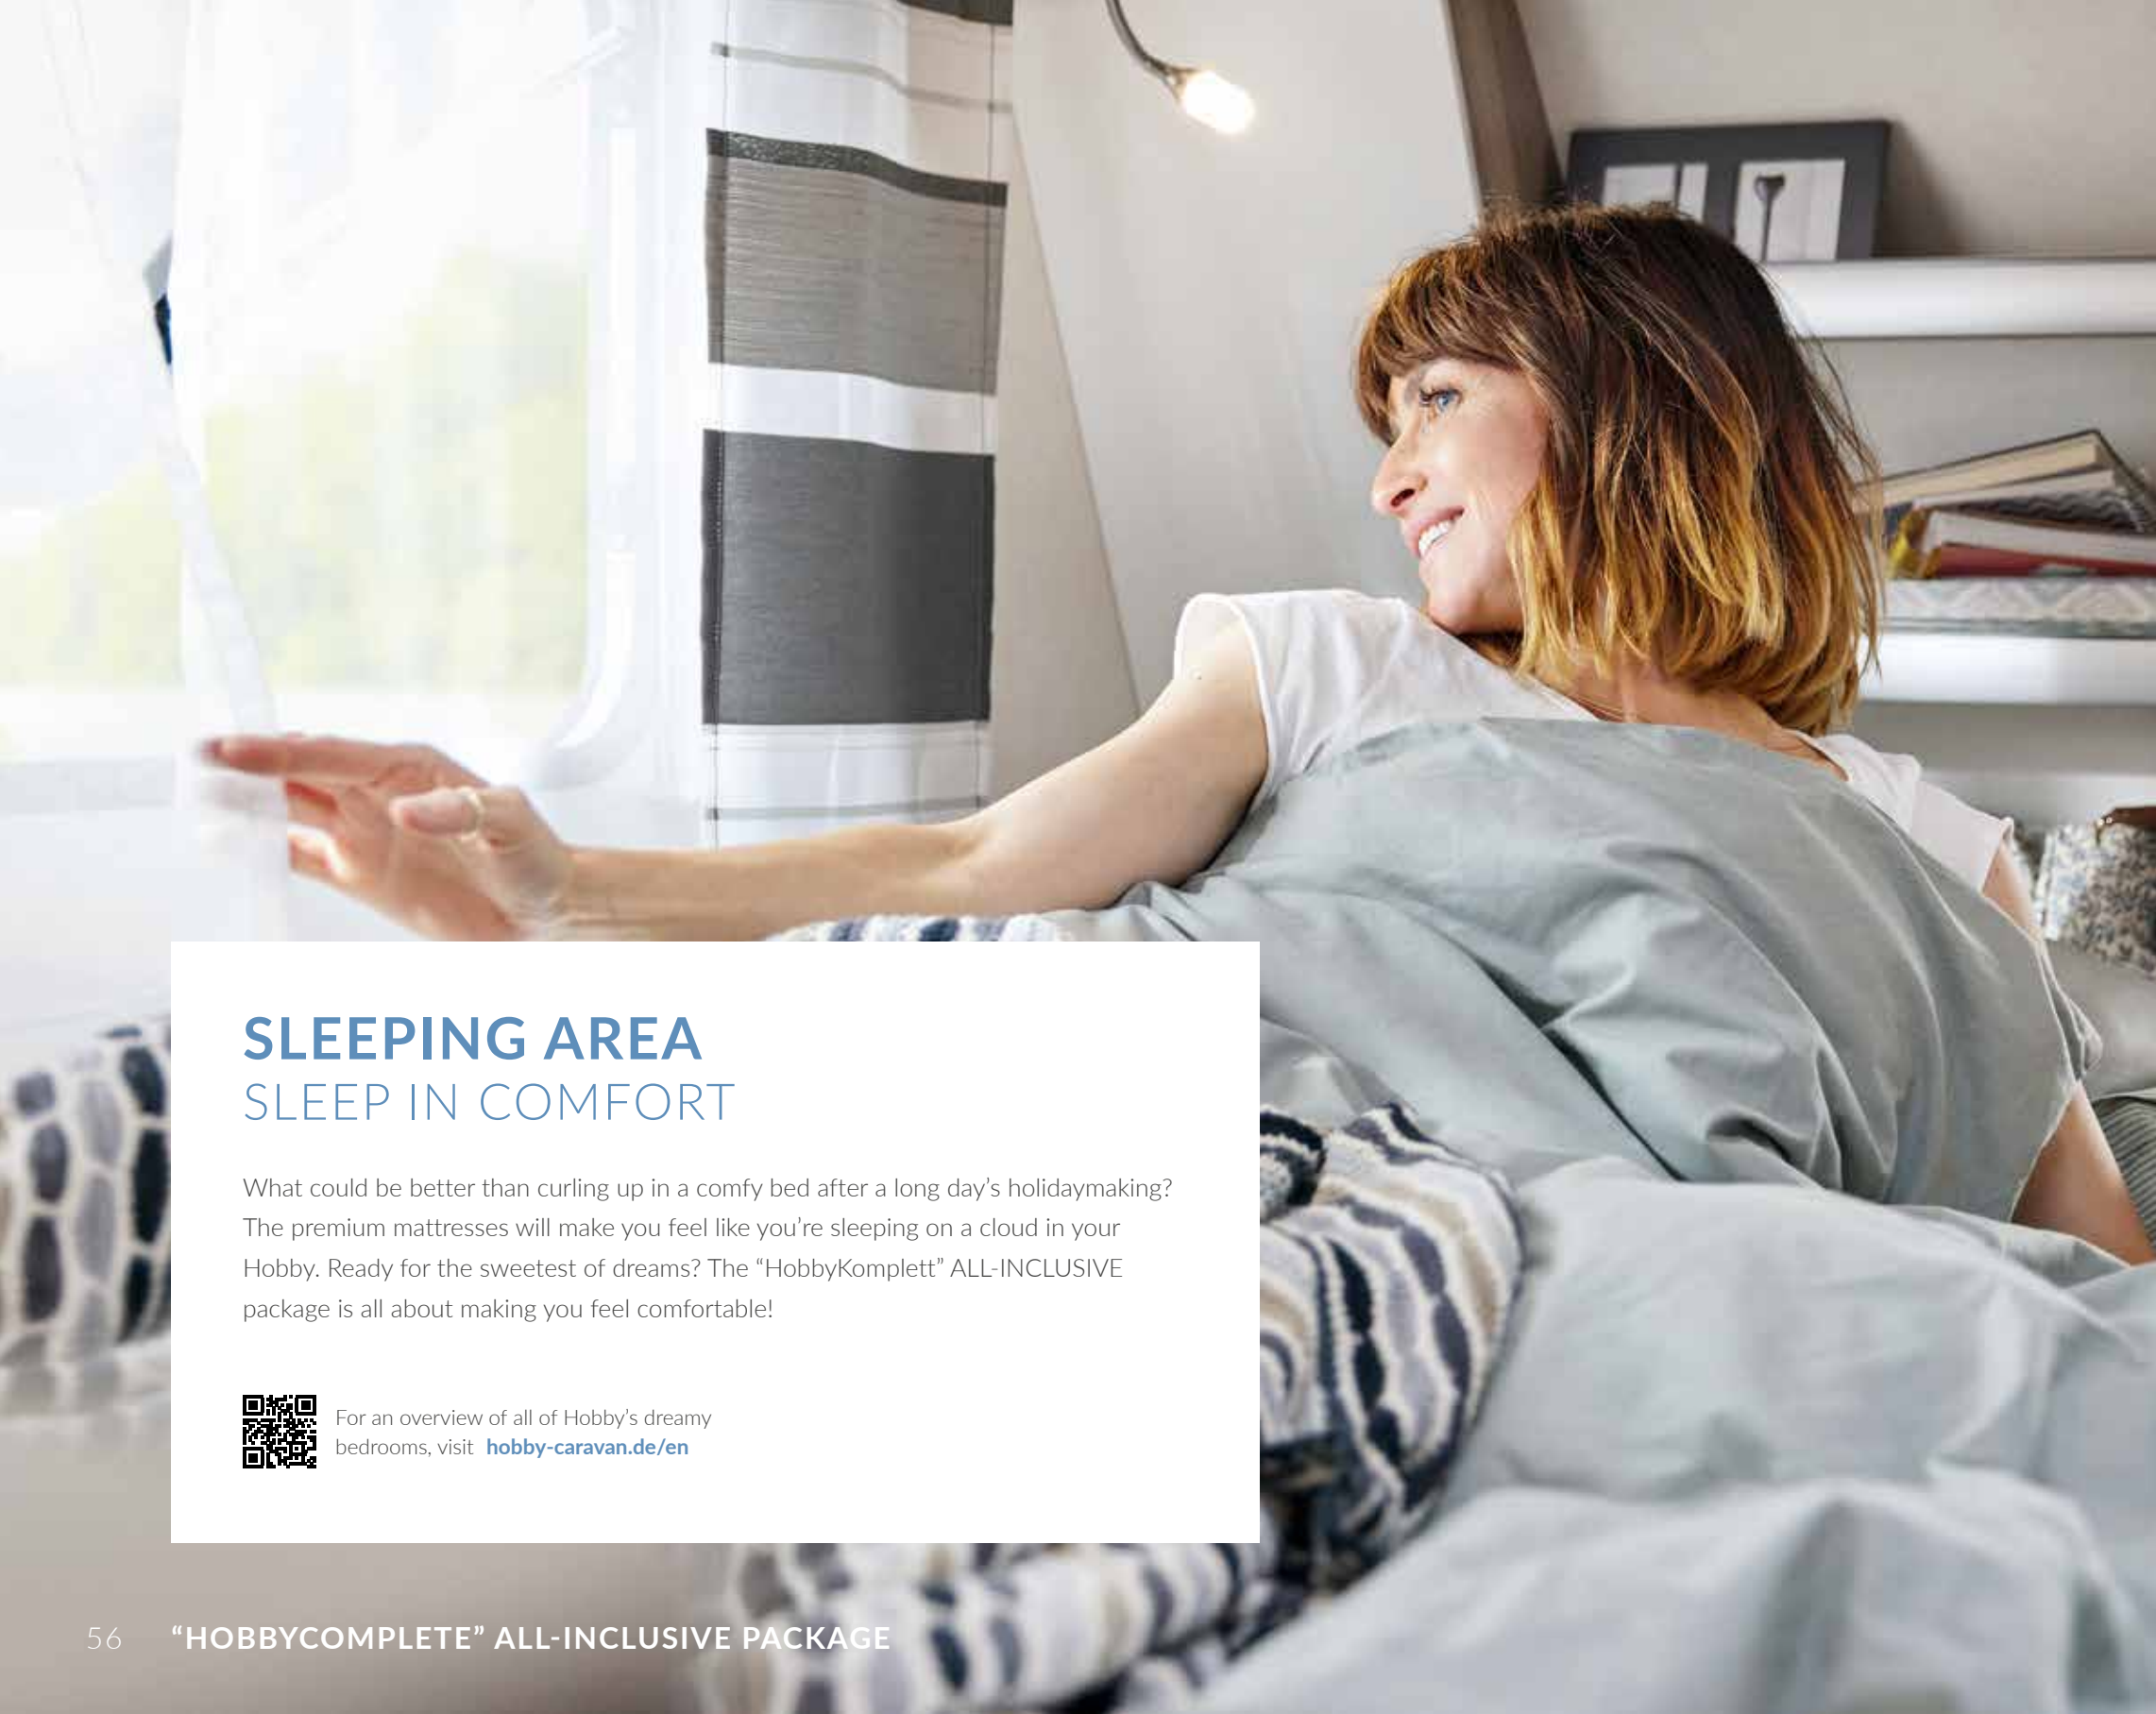 SLEEPING AREA
SLEEP IN COMFORT
What could be better than curling up in a comfy bed after a long day’s holidaymaking?
The premium mattresses will make you feel like you’re sleeping on a cloud in your
Hobby. Ready for the sweetest of dreams? The “HobbyKomplett” ALL-INCLUSIVE
package is all about making you feel comfortable!
For an overview of all of Hobby’s dreamy
bedrooms, visit hobby-caravan.de/en
56 “HOBBYCOMPLETE” ALL-INCLUSIVE PACKAGE